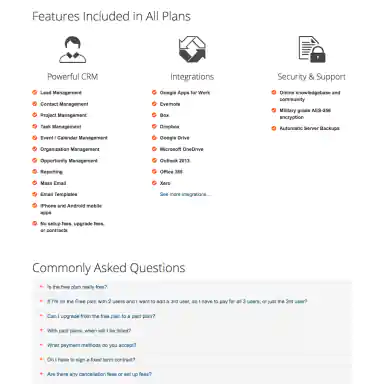 Features Included in All Plans
Powerful CRM
Lead Management
Contact Management
Project Management
Task Management
Event / Calendar Management
Organization Management
Opportunity Management
Reporting
Mass Email
Email Templates
iPhone and Android mobile
apps
No setup fees, upgrade fees,
or contracts
Integrations
Google Apps for Work
Evernote
Box
Dropbox
Google Drive
Microsoft OneDrive
Outlook 2013
Office 365
Xero
See more integrations...
Security & Support
Online knowledgebase and
community
Military grade AES-256
encryption
Automatic Server Backups
Commonly Asked Questions
Is the free plan really free?
If I'm on the Free plan with 2 users and I want to add a 3rd user, do I have to pay for all 3 users, or just the 3rd user?
Can I upgrade from the free plan to a paid plan?
With paid plans, when will I be billed?
What payment methods do you accept?
Do I have to sign a fixed term contract?
Are there any cancellation fees or set up fees?